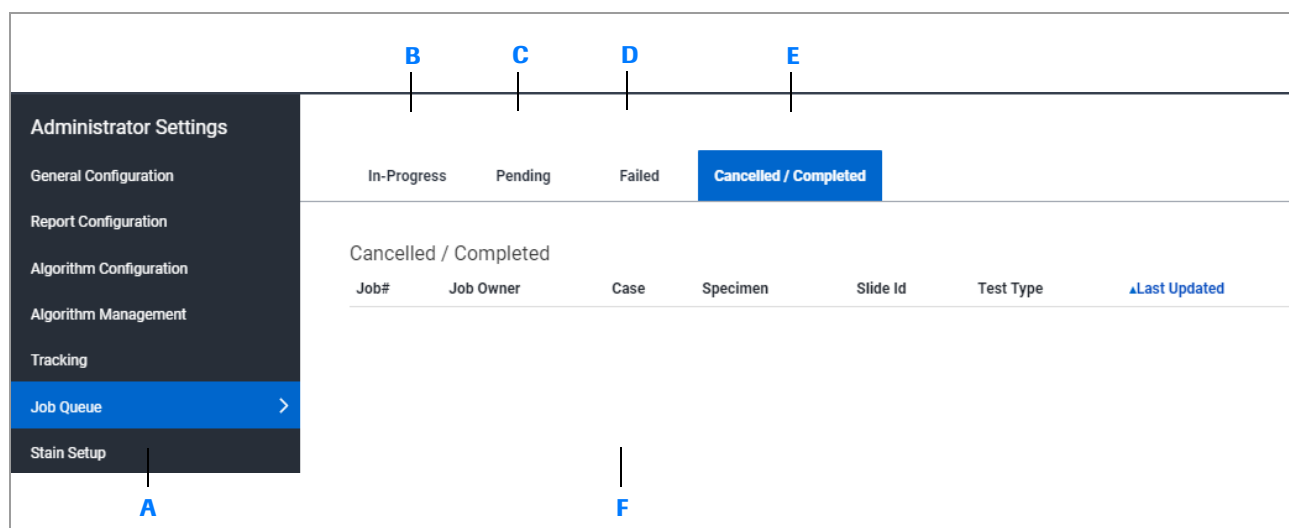 B C D E
Administrator Settings
General Configuration
Report Configuration
Algorithm Configuration
Algorithm Management
Tracking
Job Queue
Stain Setup
In-Progress Pending Failed Cancelled / Completed
Cancelled / Completed
Job# Job Owner Case Specimen Slide Id Test Type ▴Last Updated
A F